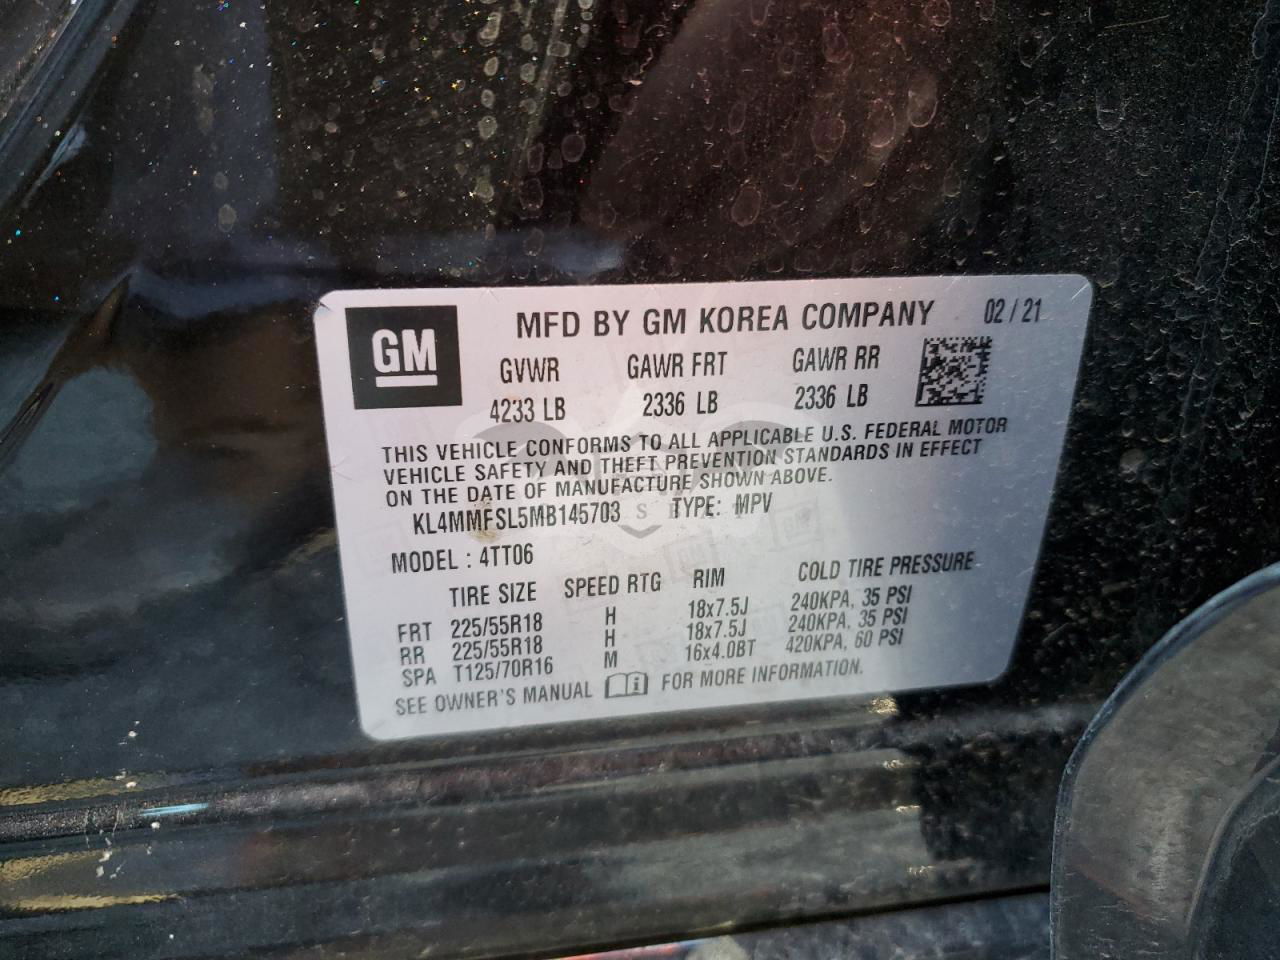 GM
MFD BY GM KOREA COMPANY 02 / 21
GVWR GAWR FRT GAWR RR
4233 LB 2336 LB 2336 LB
THIS VEHICLE CONFORMS TO ALL APPLICABLE U.S. FEDERAL MOTOR
VEHICLE SAFETY AND THEFT PREVENTION STANDARDS IN EFFECT
ON THE DATE OF MANUFACTURE SHOWN ABOVE.
KL4MMFSL5MB145703 TYPE: MPV
MODEL : 4TT06
TIRE SIZE SPEED RTG RIM COLD TIRE PRESSURE
FRT 225/55R18 H 18x7.5J 240KPA, 35 PSI
RR 225/55R18 H 18x7.5J 240KPA, 35 PSI
SPA T125/70R16 M 16x4.0BT 420KPA, 60 PSI
SEE OWNER'S MANUAL FOR MORE INFORMATION.